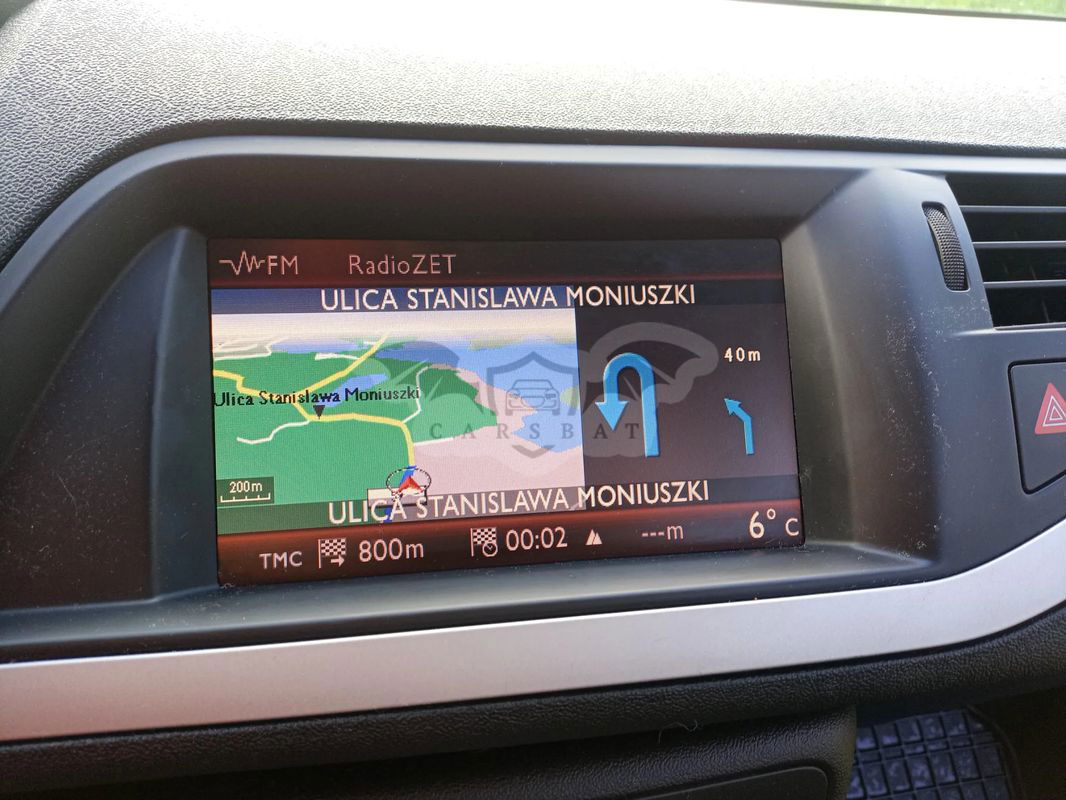 FM RadioZET
ULICA STANISLAWA MONIUSZKI
40m
Ulica Stanislawa Moniuszki
CARSBAT
200m
ULICA STANISLAWA MONIUSZKI
TMC 800m 00:02 ---m 6° C